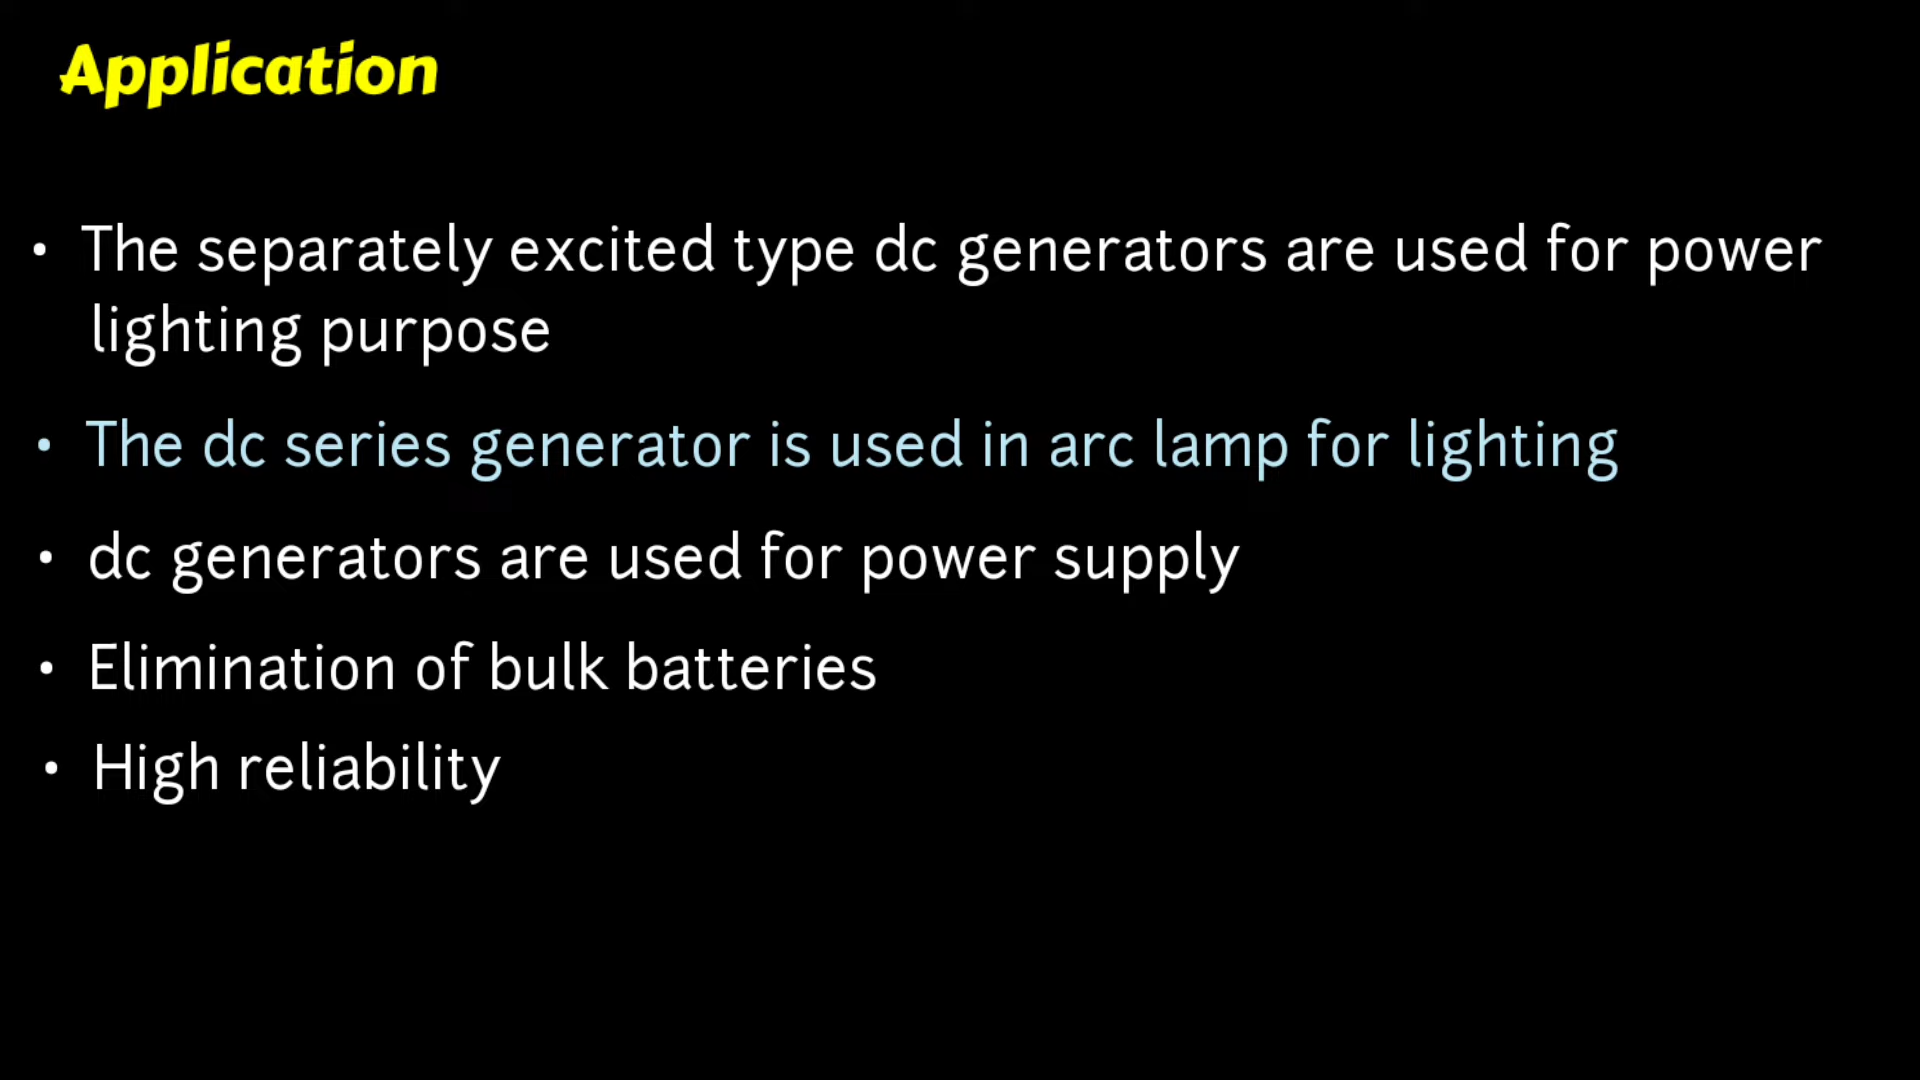 Application
• The separately excited type dc generators are used for power
lighting purpose
• The dc series generator is used in arc lamp for lighting
• dc generators are used for power supply
• Elimination of bulk batteries
• High reliability